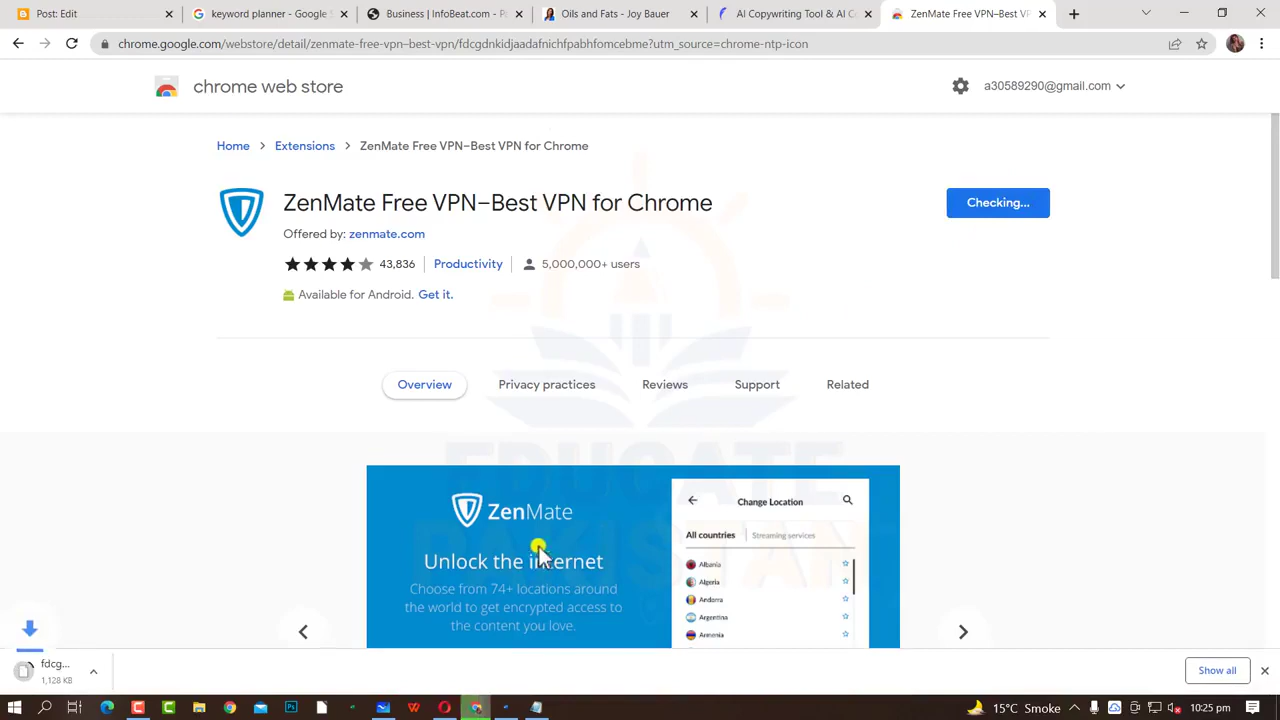 Post: Edit
keyword planner - Google S
Business | InfoBeat.com - P
Oils and Fats - Joy Bauer
AI Copywriting Tool & AI Co
ZenMate Free VPN–Best VP
chrome.google.com/webstore/detail/zenmate-free-vpn–best-vpn/fdcgdnkidjaadafnichfpabhfomcebme?utm_source=chrome-ntp-icon
chrome web store
a30589290@gmail.com
Home
Extensions
ZenMate Free VPN–Best VPN for Chrome
ZenMate Free VPN–Best VPN for Chrome
Checking...
Offered by: zenmate.com
43,836
Productivity
5,000,000+ users
Available for Android. Get it.
Overview
Privacy practices
Reviews
Support
Related
EDUCATE
PAKISTAN
ZenMate
Unlock the internet
Choose from 74+ locations around
the world to get encrypted access to
the content you love.
Change Location
All countries
Streaming services
Albania
Algeria
Andorra
Argentina
Armenia
fdcg...
1,128 KB
Show all
15°C Smoke
10:25 pm